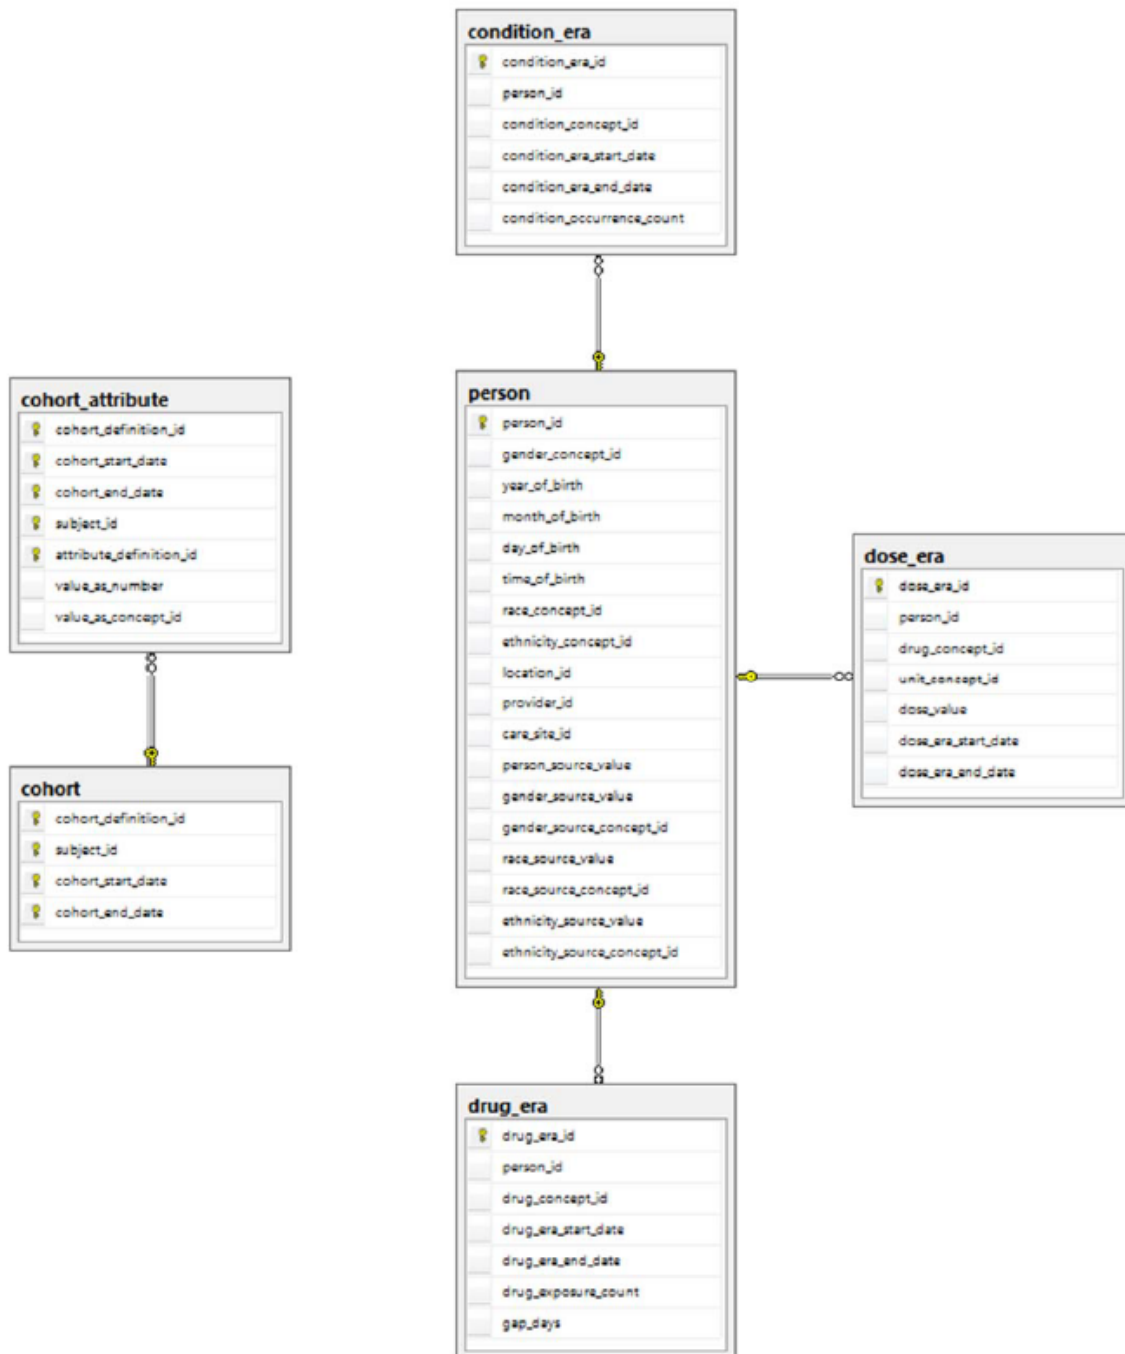 condition_era
condition_era_id
person_id
condition_concept_id
condition_era_start_date
condition_era_end_date
condition_occurrence_count
cohort_attribute
cohort_definition_id
cohort_start_date
cohort_end_date
subject_id
attribute_definition_id
value_as_number
value_as_concept_id
cohort
cohort_definition_id
subject_id
cohort_start_date
cohort_end_date
person
person_id
gender_concept_id
year_of_birth
month_of_birth
day_of_birth
time_of_birth
race_concept_id
ethnicity_concept_id
location_id
provider_id
care_site_id
person_source_value
gender_source_value
gender_source_concept_id
race_source_value
race_source_concept_id
ethnicity_source_value
ethnicity_source_concept_id
dose_era
dose_era_id
person_id
drug_concept_id
unit_concept_id
dose_value
dose_era_start_date
dose_era_end_date
drug_era
drug_era_id
person_id
drug_concept_id
drug_era_start_date
drug_era_end_date
drug_exposure_count
gap_days